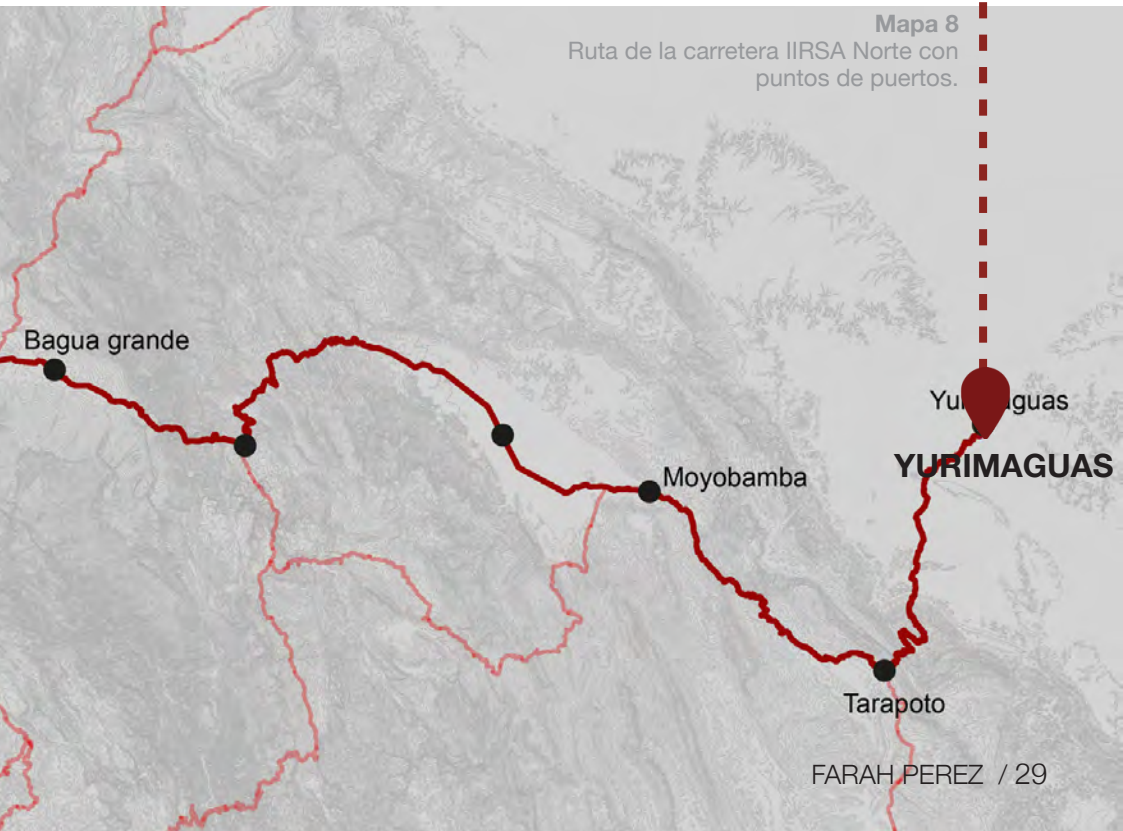 Mapa 8
Ruta de la carretera IIRSA Norte con
puntos de puertos.
Bagua grande
Moyobamba
YURIMAGUAS
Tarapoto
FARAH PEREZ / 29